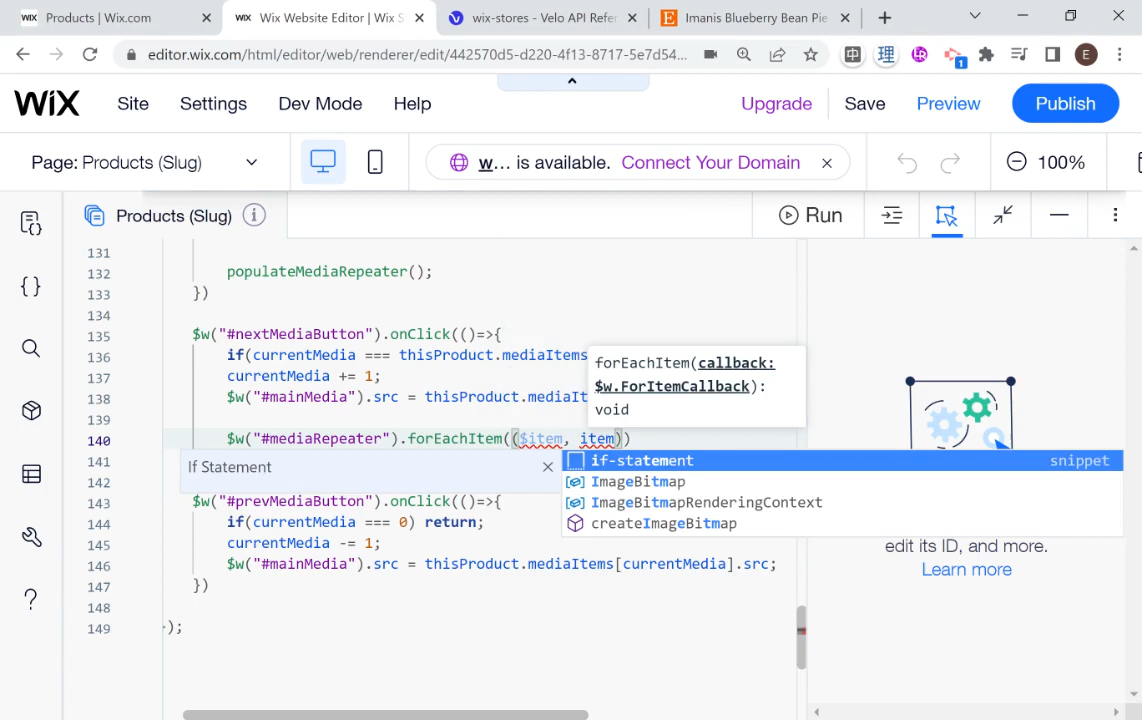 WIX Products | Wix.com × WIX Wix Website Editor | Wix S × wix-stores - Velo API Refer × E Imanis Blueberry Bean Pie × +
editor.wix.com/html/editor/web/renderer/edit/442570d5-d220-4f13-8717-5e7d54... 理 1 E
WIX Site Settings Dev Mode Help Upgrade Save Preview Publish
Page: Products (Slug) w... is available. Connect Your Domain × 100%
Products (Slug) i Run
131
132 populateMediaRepeater();
133 })
134
135 $w("#nextMediaButton").onClick(()=>{
136 if(currentMedia === thisProduct.mediaItems
137 currentMedia += 1;
138 $w("#mainMedia").src = thisProduct.mediaIt
139
140 $w("#mediaRepeater").forEachItem(($item, item))
141
142
143 $w("#prevMediaButton").onClick(()=>{
144 if(currentMedia === 0) return;
145 currentMedia -= 1;
146 $w("#mainMedia").src = thisProduct.mediaItems[currentMedia].src;
147 })
148
149 );
forEachItem(callback:
$w.ForItemCallback):
void
If Statement ×
if-statement snippet
ImageBitmap
ImageBitmapRenderingContext
createImageBitmap
edit its ID, and more.
Learn more